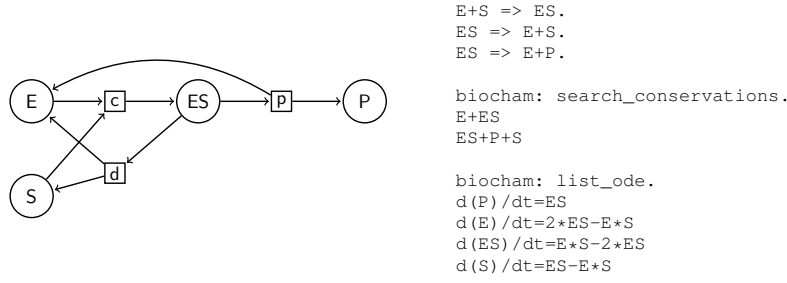 E
c
ES
p
P
d
S
E+S => ES.
ES => E+S.
ES => E+P.
biocham: search_conservations.
E+ES
ES+P+S
biocham: list_ode.
d(P)/dt=ES
d(E)/dt=2*ES-E*S
d(ES)/dt=E*S-2*ES
d(S)/dt=ES-E*S